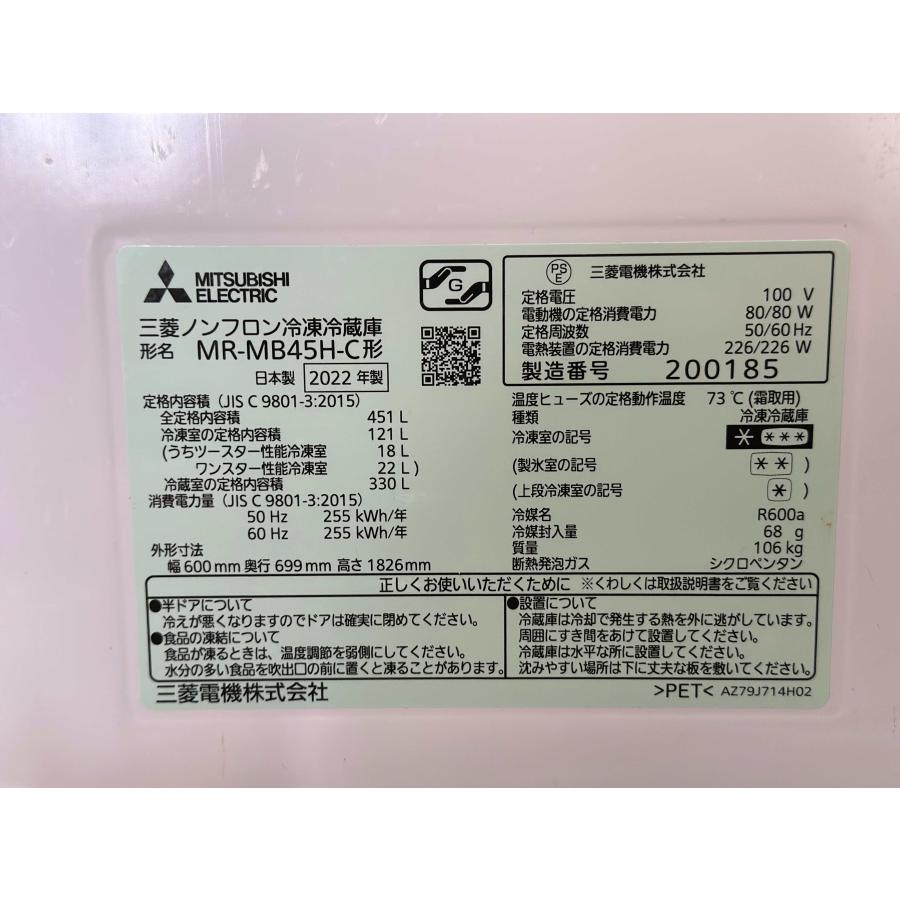 MITSUBISHI
ELECTRIC
G
三菱ノンフロン冷凍冷蔵庫
形名 MR-MB45H-C形
日本製 2022 年製
定格内容積（JIS C 9801-3:2015）
全定格内容積 451 L
冷凍室の定格内容積 121 L
(うちツースター性能冷凍室 18 L
ワンスター性能冷凍室 22 L )
冷蔵室の定格内容積 330 L
消費電力量（JIS C 9801-3:2015）
50 Hz 255 kWh/年
60 Hz 255 kWh/年
外形寸法
幅 600 mm 奥行 699 mm 高さ 1826 mm
PS E 三菱電機株式会社
定格電圧 100 V
電動機の定格消費電力 80/80 W
定格周波数 50/60 Hz
電熱装置の定格消費電力 226/226 W
製造番号 200185
温度ヒューズの定格動作温度 73 ℃ (霜取用)
種類 冷凍冷蔵庫
冷凍室の記号 * ***
(製氷室の記号 ** )
(上段冷凍室の記号 * )
冷媒名 R600a
冷媒封入量 68 g
質量 106 kg
断熱発泡ガス シクロペンタン
正しくお使いいただくために ※くわしくは取扱説明書をご覧ください
●半ドアについて
冷えが悪くなりますのでドアは確実に閉めてください。
●食品の凍結について
食品が凍るときは、温度調節を弱側にしてください。
水分の多い食品を吹出口の前に置くと凍ることがあります。
●設置について
冷蔵庫は冷却で発生する熱を外に逃がしています。
周囲にすき間をあけて設置してください。
冷蔵庫は水平な所に設置してください。
沈みやすい場所は下に丈夫な板を敷いてください。
三菱電機株式会社 >PET< AZ79J714H02